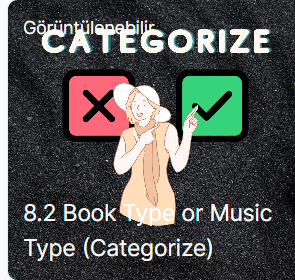 Görüntülenebilir
CATEGORIZE
8.2 Book Type or Music
Type (Categorize)